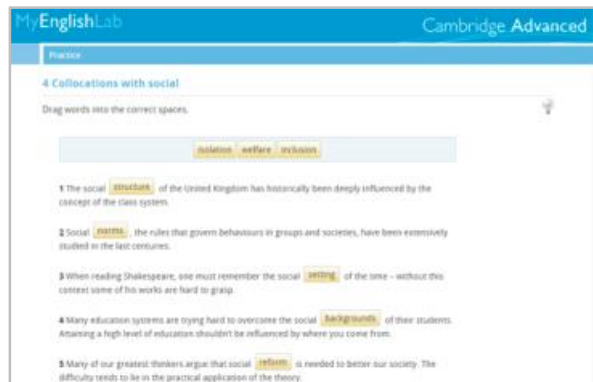 MyEnglishLab
Cambridge Advanced
Practice
4 Collocations with social
Drag words into the correct spaces.
isolation welfare inclusion
1 The social structure of the United Kingdom has historically been deeply influenced by the
concept of the class system.
2 Social norms , the rules that govern behaviours in groups and societies, have been extensively
studied in the last centuries.
3 When reading Shakespeare, one must remember the social setting of the time – without this
context some of his works are hard to grasp.
4 Many education systems are trying hard to overcome the social backgrounds of their students.
Attaining a high level of education shouldn't be influenced by where you come from.
5 Many of our greatest thinkers argue that social reform is needed to better our society. The
difficulty tends to lie in the practical application of the theory.